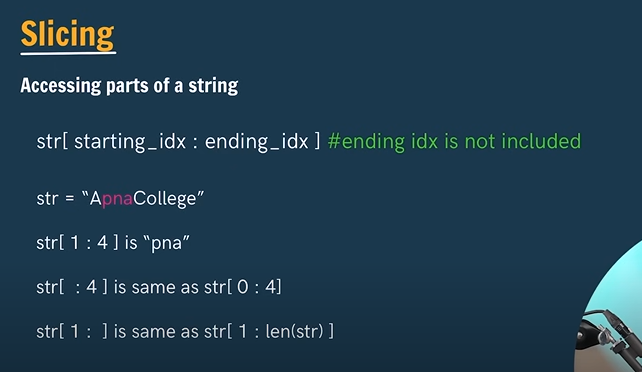 Slicing
Accessing parts of a string
str[ starting_idx : ending_idx ] #ending idx is not included
str = “ApnaCollege”
str[ 1 : 4 ] is “pna”
str[  : 4 ] is same as str[ 0 : 4]
str[ 1 :  ] is same as str[ 1 : len(str) ]